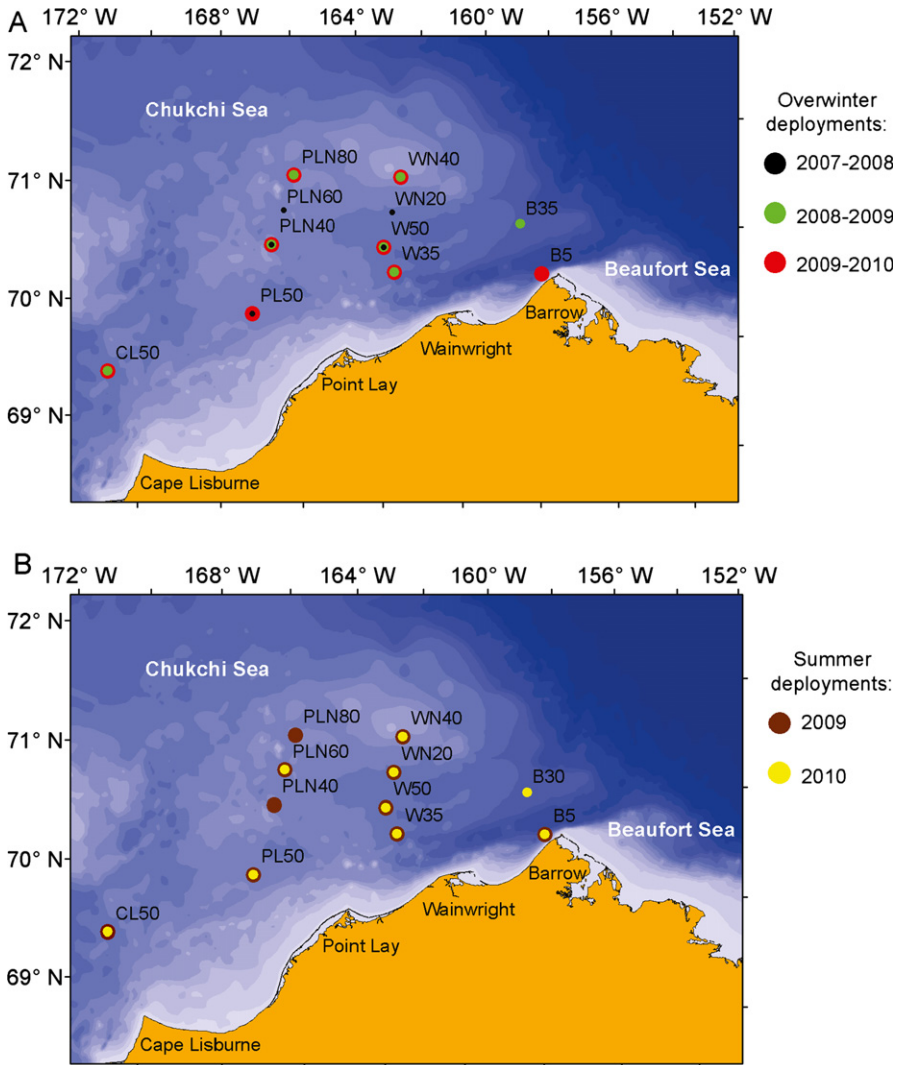 A
172° W 168° W 164° W 160° W 156° W 152° W
72° N
Chukchi Sea
Overwinter
deployments:
2007-2008
PLN80
WN40
71° N
PLN60
WN20
B35
2008-2009
PLN40
W50
W35
B5
Beaufort Sea
2009-2010
70° N
PL50
Barrow
CL50
Wainwright
Point Lay
69° N
Cape Lisburne
B
172° W 168° W 164° W 160° W 156° W 152° W
72° N
Chukchi Sea
Summer
deployments:
PLN80
WN40
2009
71° N
PLN60
WN20
2010
PLN40
W50
B30
W35
B5
Beaufort Sea
70° N
PL50
Barrow
CL50
Wainwright
Point Lay
69° N
Cape Lisburne